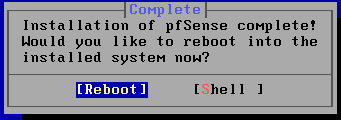 Complete
Installation of pfSense complete!
Would you like to reboot into the
installed system now?
[Reboot] [Shell ]